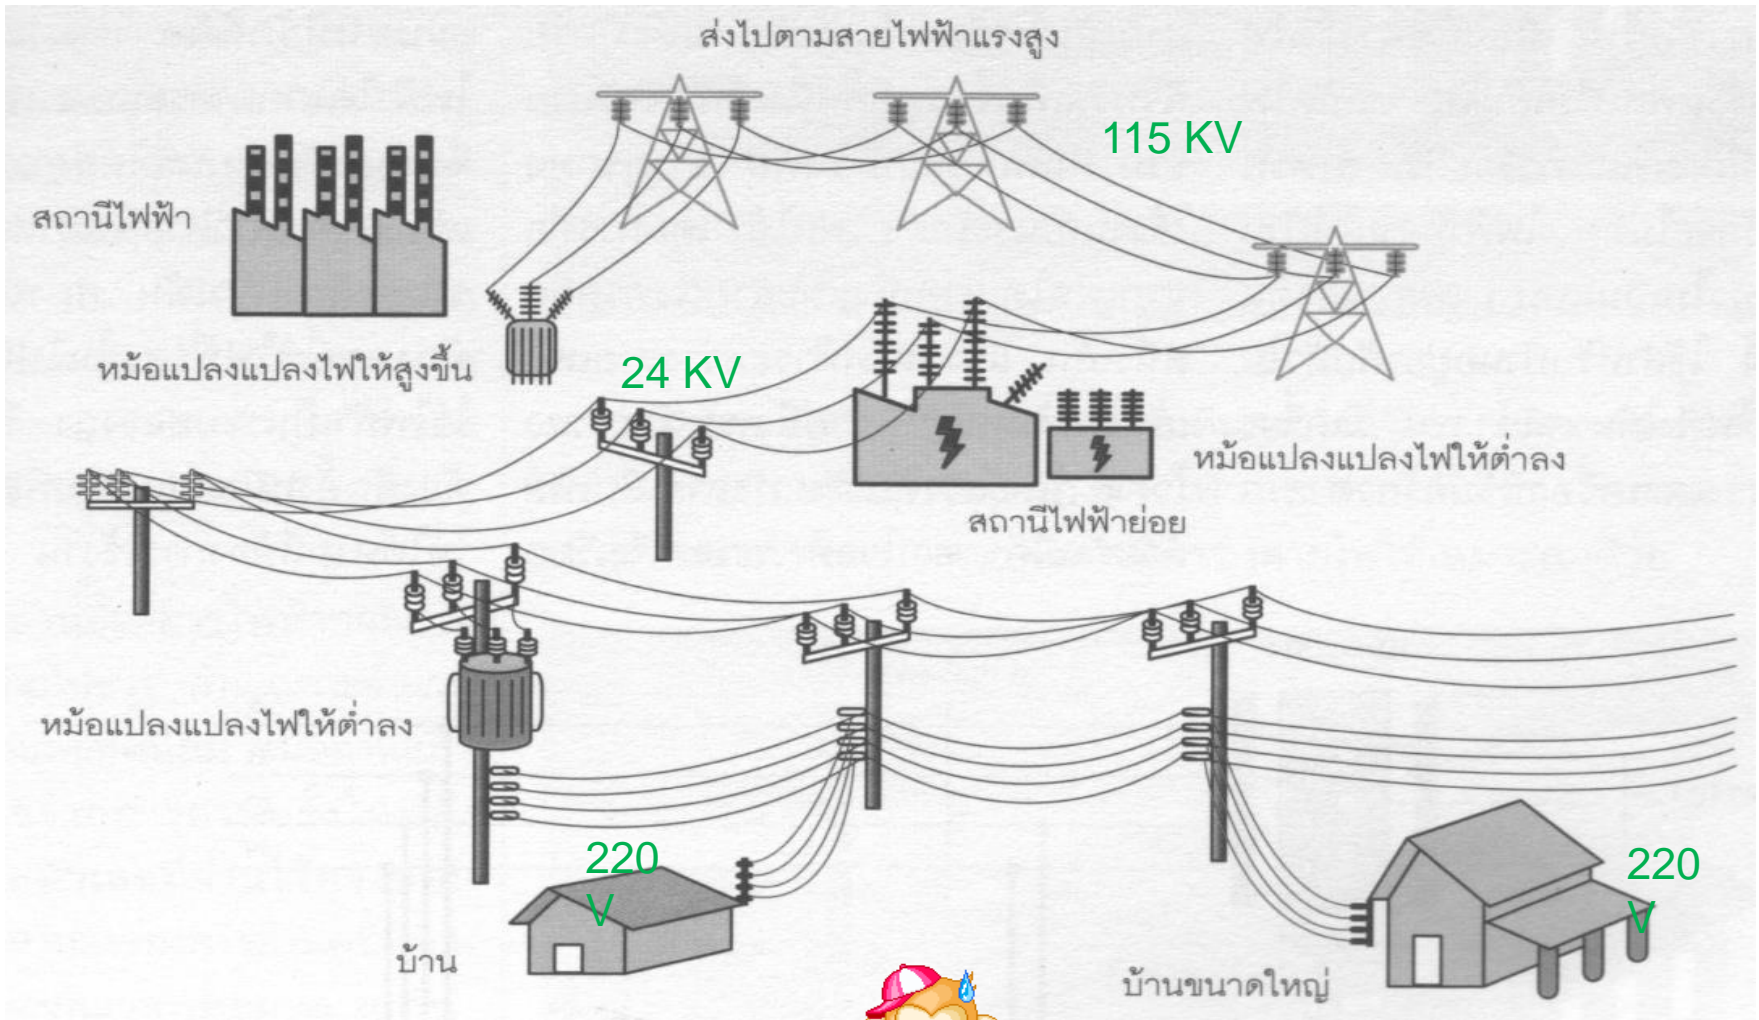 ส่งไปตามสายไฟฟ้าแรงสูง
115 KV
สถานีไฟฟ้า
หม้อแปลงแปลงไฟให้สูงขึ้น
24 KV
หม้อแปลงแปลงไฟให้ต่ำลง
สถานีไฟฟ้าย่อย
หม้อแปลงแปลงไฟให้ต่ำลง
220
V
220
V
บ้าน
บ้านขนาดใหญ่